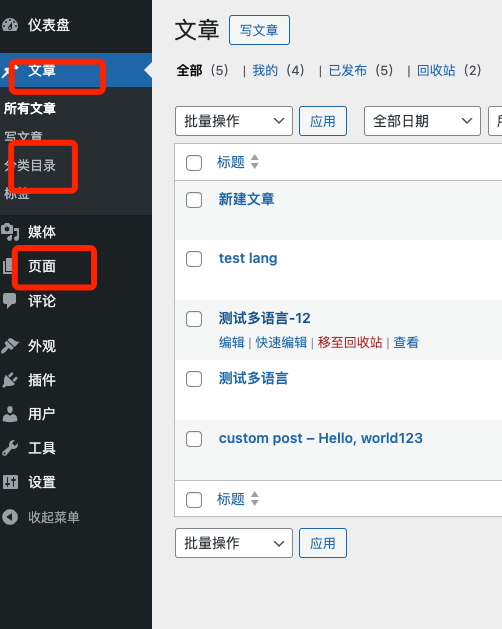 仪表盘
文章
所有文章
写文章
分类目录
标签
媒体
页面
评论
外观
插件
用户
工具
设置
收起菜单
文章 写文章
全部 (5) | 我的 (4) | 已发布 (5) | 回收站 (2)
批量操作 应用 全部日期
标题
新建文章
test lang
测试多语言-12
编辑 | 快速编辑 | 移至回收站 | 查看
测试多语言
custom post – Hello, world123
标题
批量操作 应用